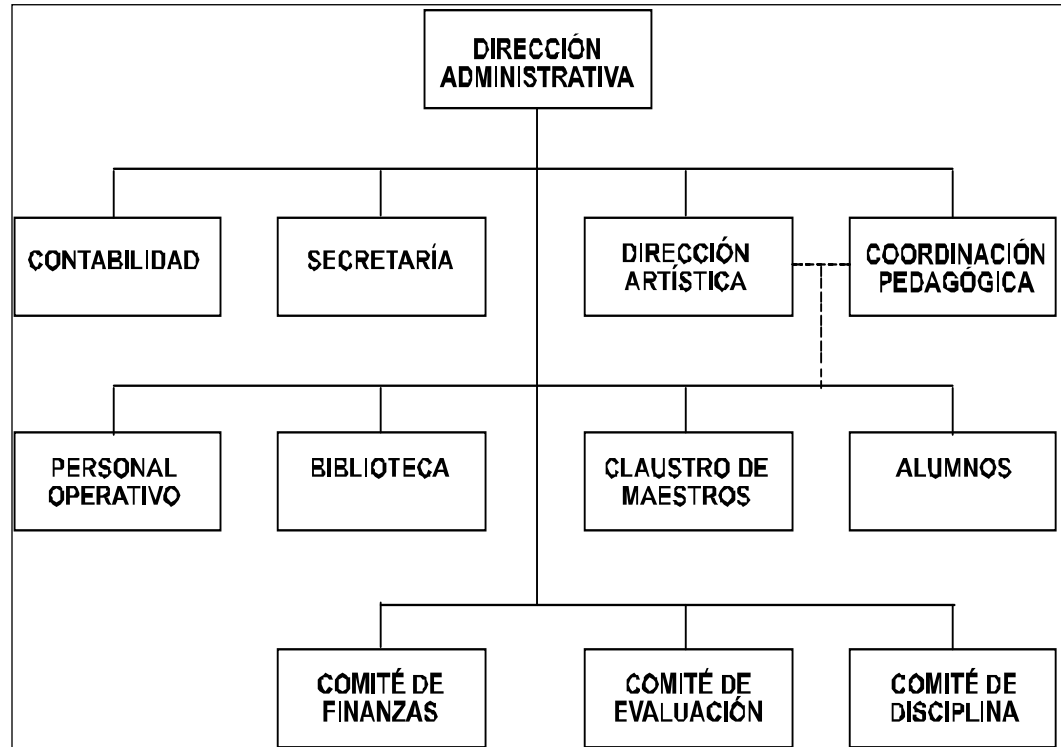 DIRECCIÓN
ADMINISTRATIVA
CONTABILIDAD
SECRETARÍA
DIRECCIÓN
ARTÍSTICA
COORDINACIÓN
PEDAGÓGICA
PERSONAL
OPERATIVO
BIBLIOTECA
CLAUSTRO DE
MAESTROS
ALUMNOS
COMITÉ DE
FINANZAS
COMITÉ DE
EVALUACIÓN
COMITÉ DE
DISCIPLINA